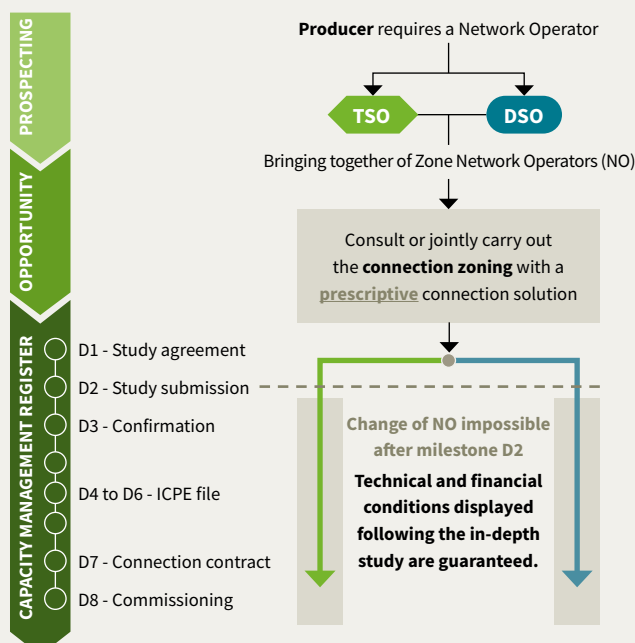 PROSPECTING
OPPORTUNITY
CAPACITY MANAGEMENT REGISTER
Producer requires a Network Operator
TSO
DSO
Bringing together of Zone Network Operators (NO)
Consult or jointly carry out
the connection zoning with a
prescriptive connection solution
D1 - Study agreement
D2 - Study submission
D3 - Confirmation
D4 to D6 - ICPE file
D7 - Connection contract
D8 - Commissioning
Change of NO impossible
after milestone D2
Technical and financial
conditions displayed
following the in-depth
study are guaranteed.